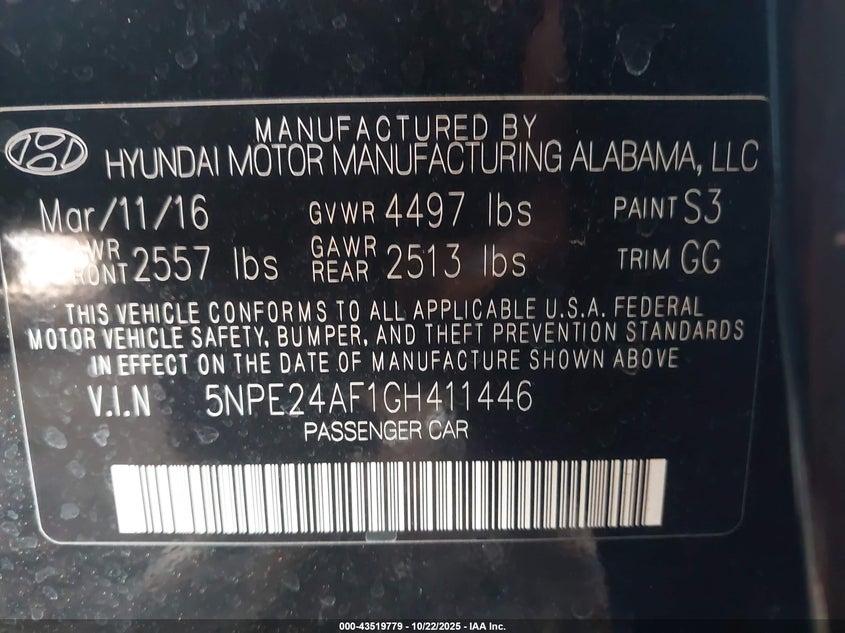 MANUFACTURED BY
HYUNDAI MOTOR MANUFACTURING ALABAMA, LLC
Mar/11/16 GVWR 4497 lbs PAINT S3
GAWR FRONT 2557 lbs GAWR REAR 2513 lbs TRIM GG
THIS VEHICLE CONFORMS TO ALL APPLICABLE U.S.A. FEDERAL
MOTOR VEHICLE SAFETY, BUMPER, AND THEFT PREVENTION STANDARDS
IN EFFECT ON THE DATE OF MANUFACTURE SHOWN ABOVE
V.I.N 5NPE24AF1GH411446
PASSENGER CAR
000-43519779 - 10/22/2025 - IAA Inc.